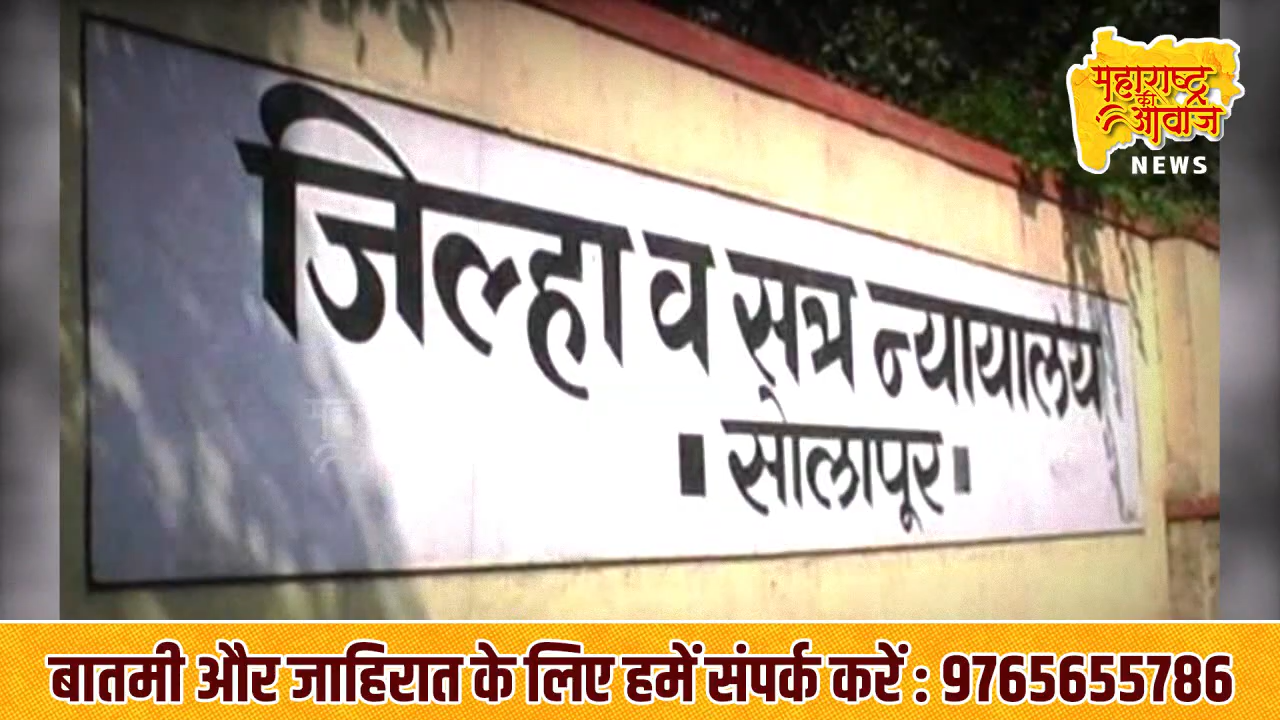 महाराष्ट्र
की
आवाज
NEWS
जिल्हा व सत्र न्यायालय
सोलापूर
बातमी और जाहिरात के लिए हमें संपर्क करें : 9765655786